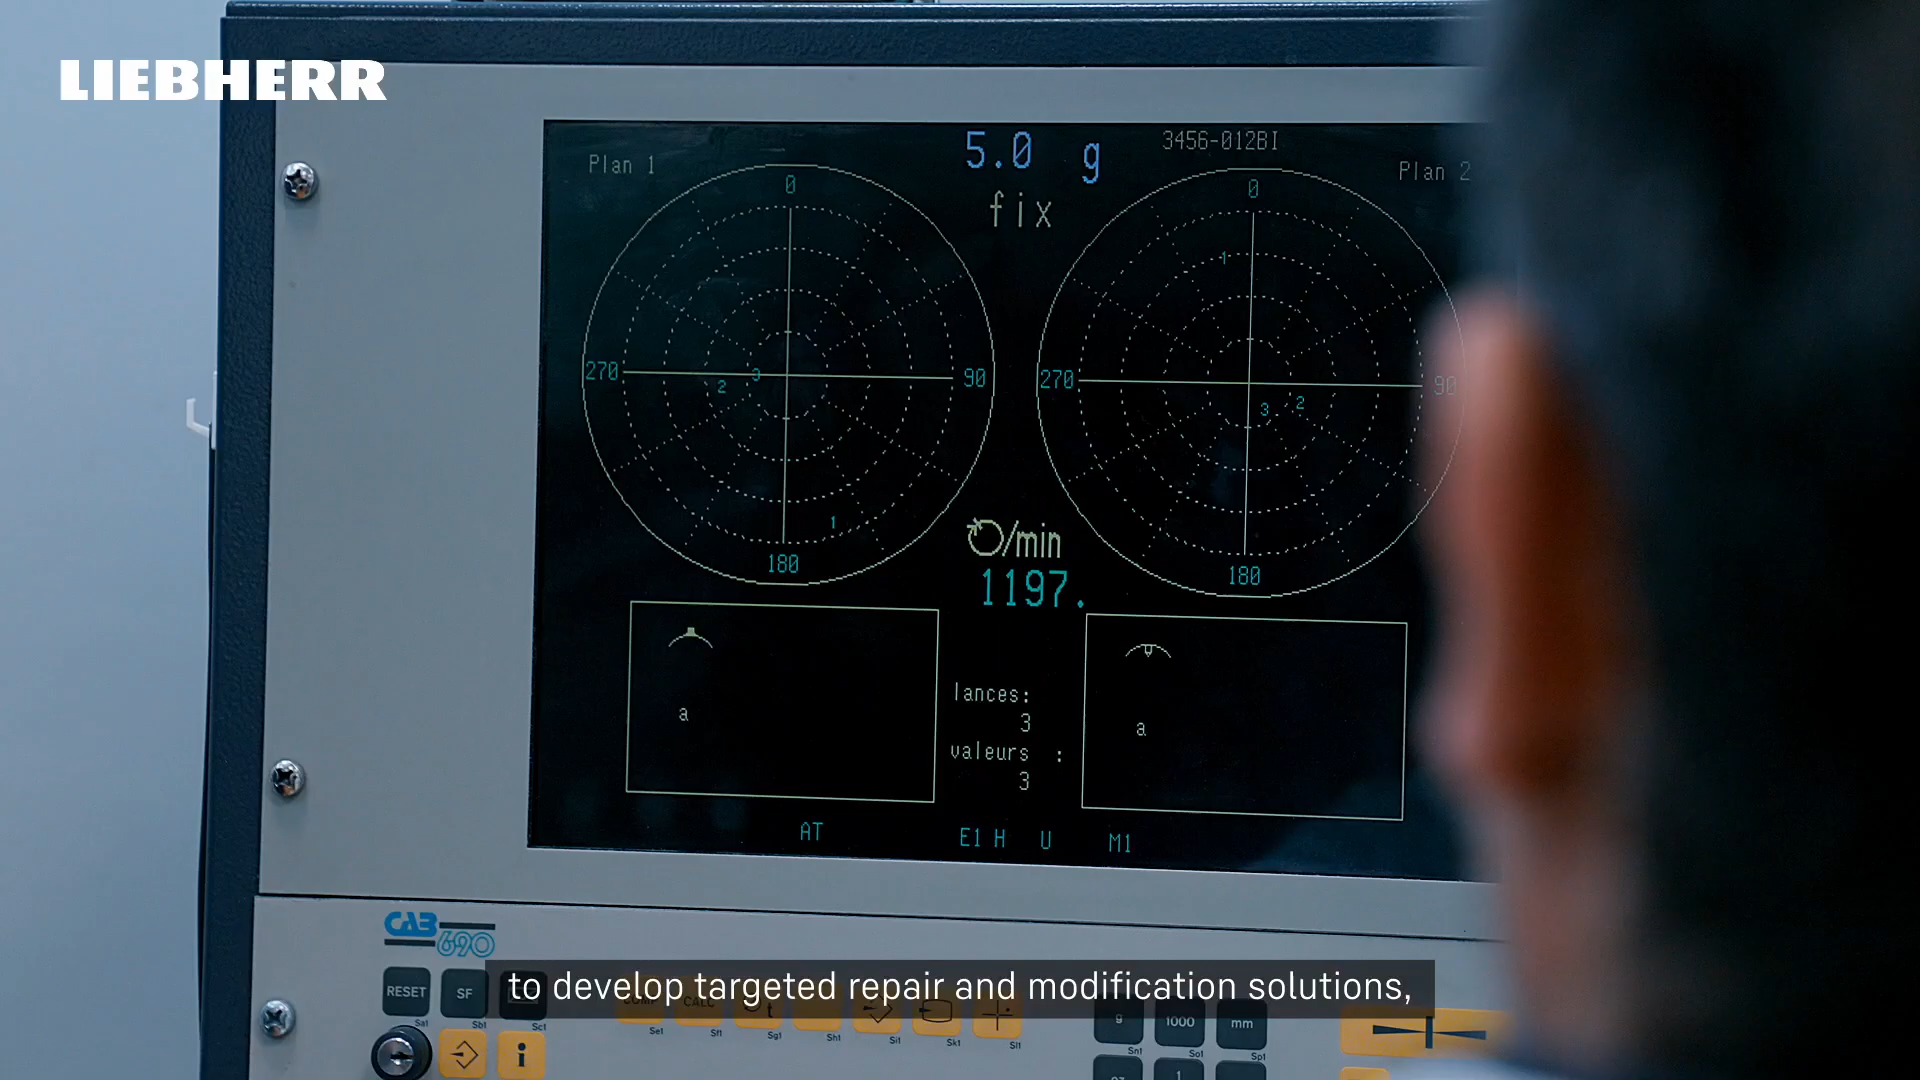 LIEBHERR
Plan 1
5.0 g
3456-012BI
Plan 2
fix
0
270
90
2
3
1
180
0
1
270
90
3
2
180
/min
1197.
lances:
3
valeurs :
3
a
a
AT
E1 H U M1
CAB
690
RESET
SF
Sa1
Sb1
Sc1
Se1
Sf1
Sg1
Sh1
Si1
Sk1
Sl1
g
1000
mm
Sn1
So1
Sp1
i
1
to develop targeted repair and modification solutions,